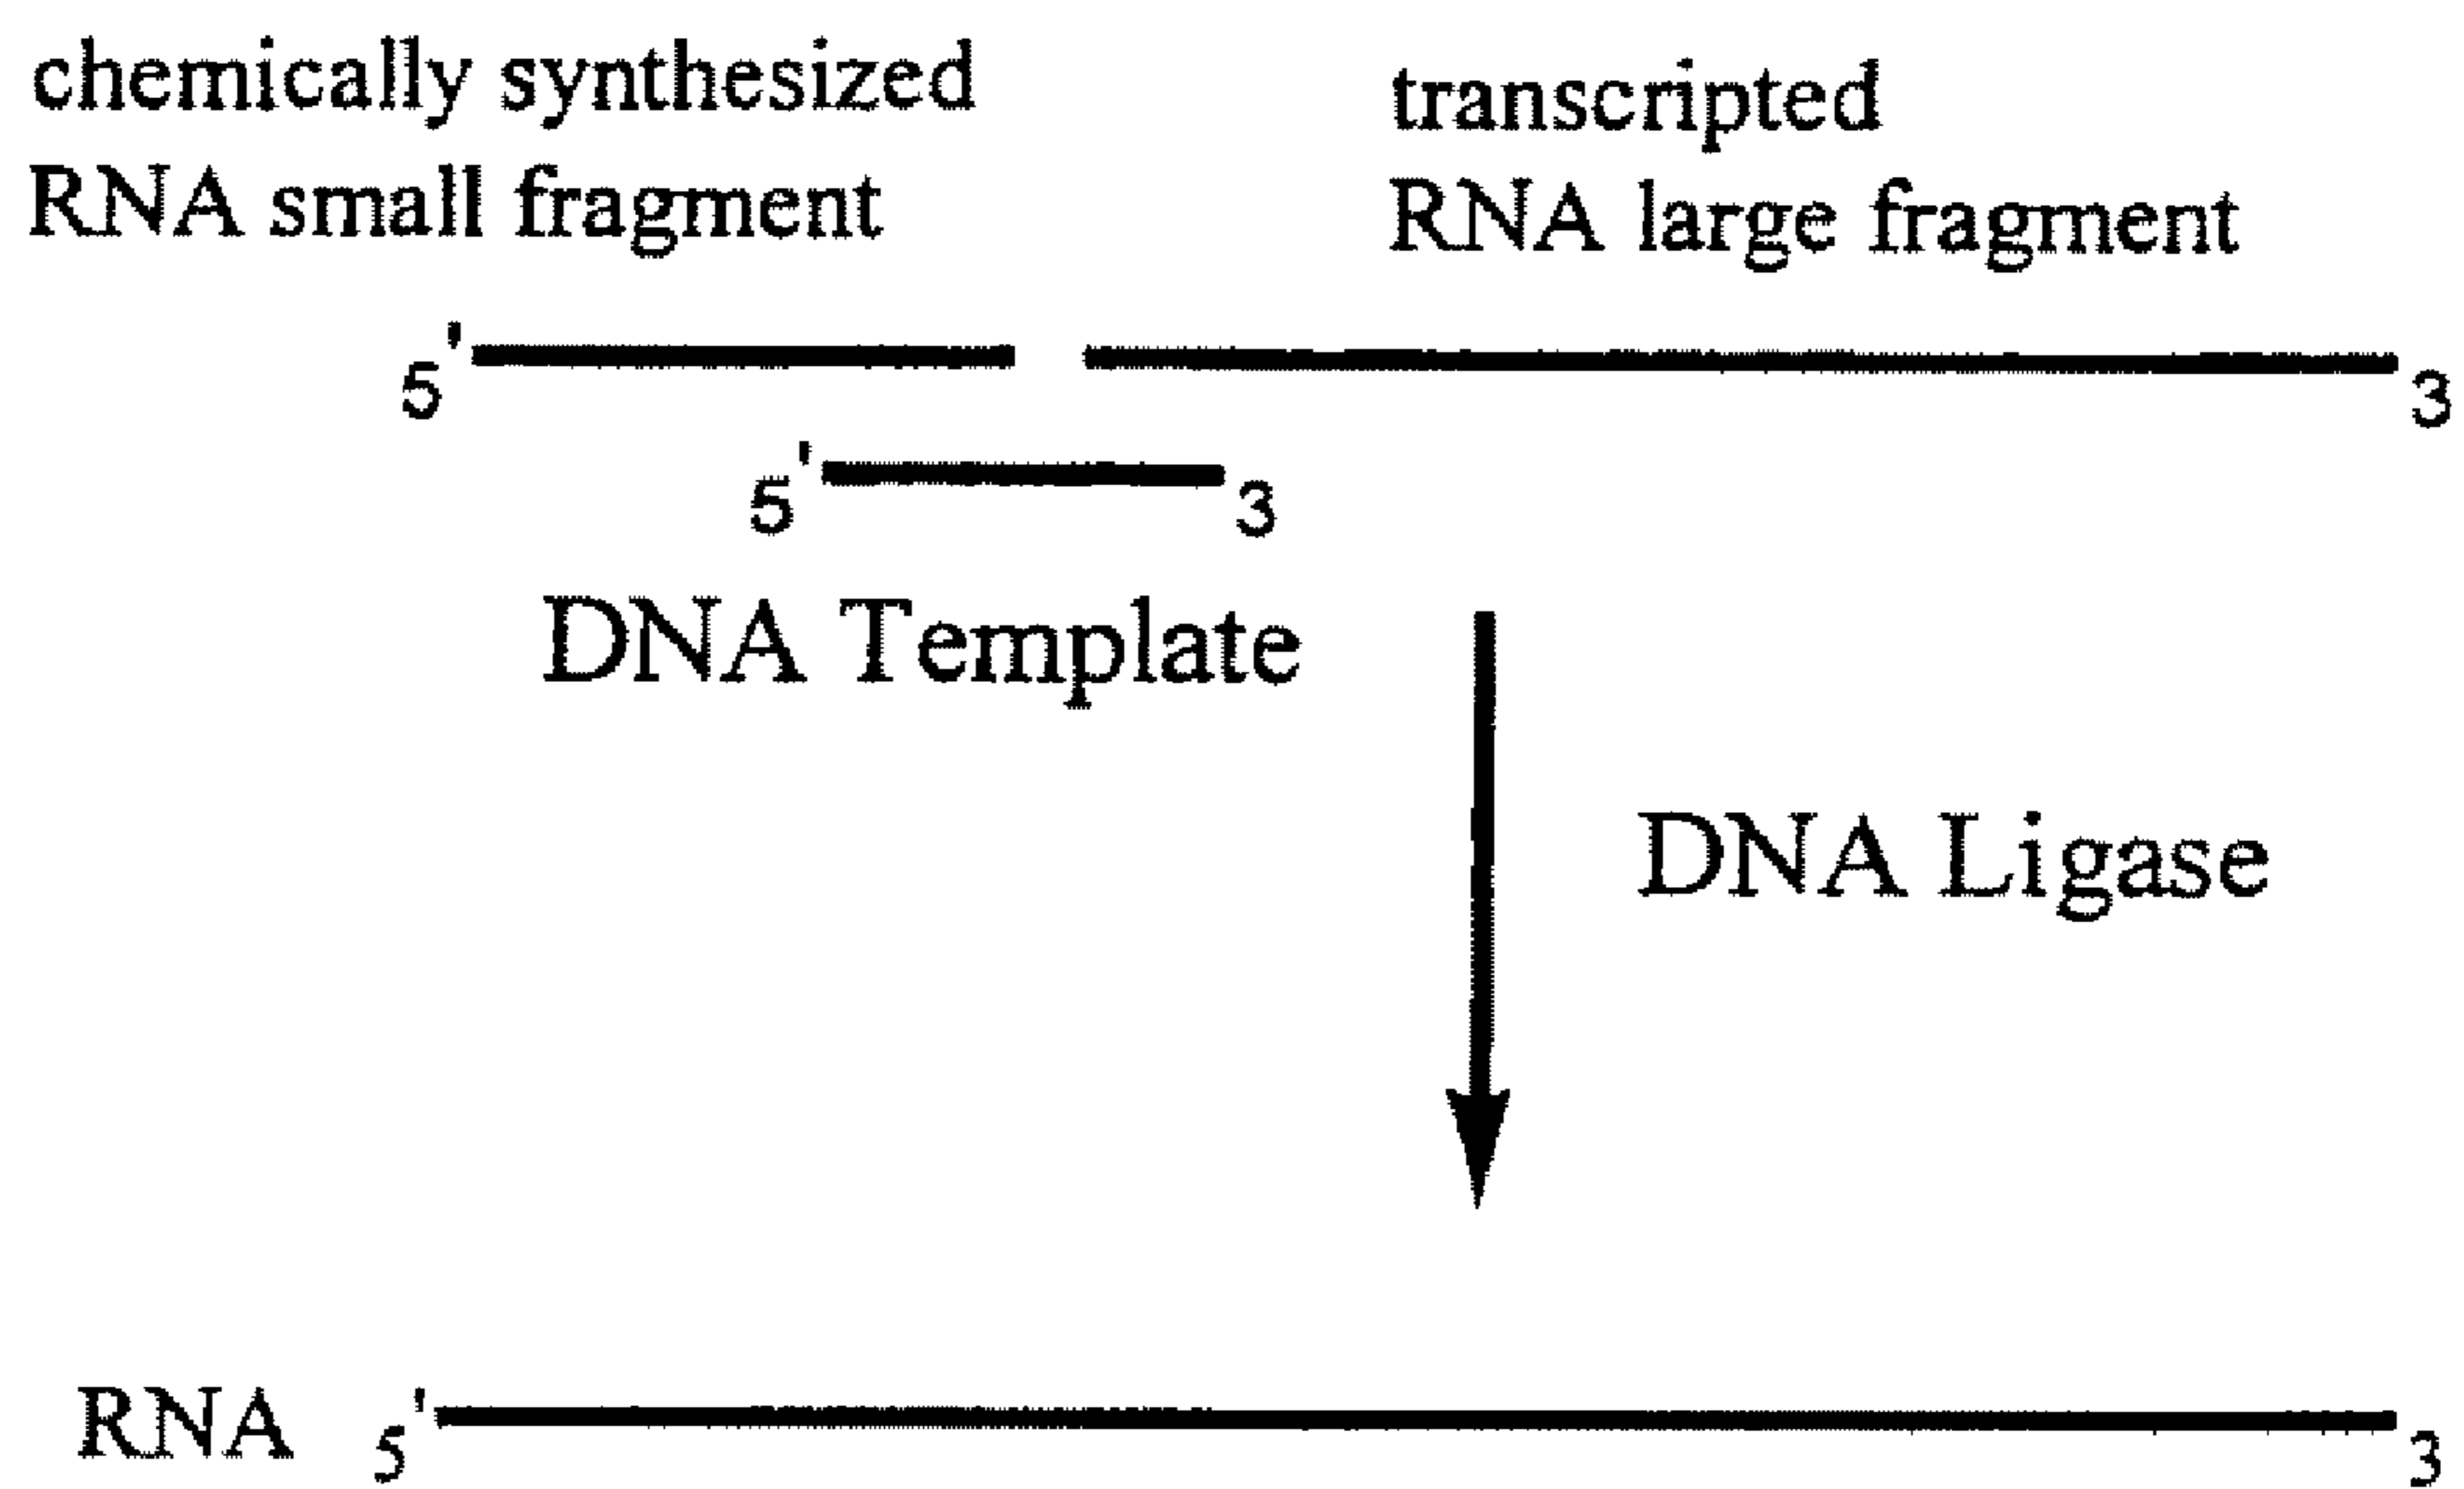 chemically synthesized
RNA small fragment
transcripted
RNA large fragment
5' 3
5' 3
DNA Template
DNA Ligase
RNA 5' 3